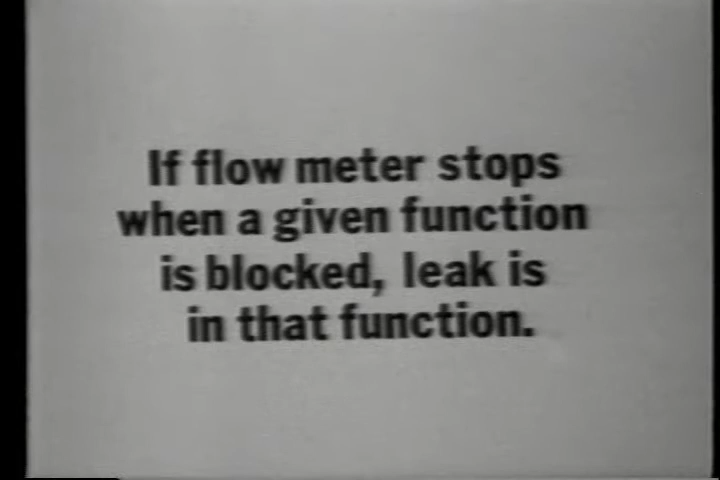 If flow meter stops
when a given function
is blocked, leak is
in that function.